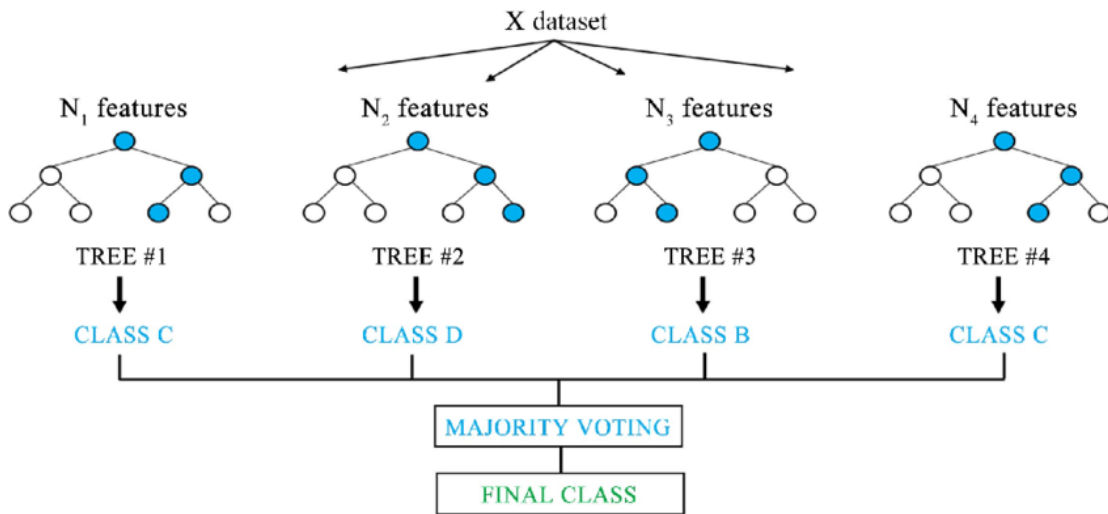 X dataset
N₁ features N₂ features N₃ features N₄ features
TREE #1 TREE #2 TREE #3 TREE #4
CLASS C CLASS D CLASS B CLASS C
MAJORITY VOTING
FINAL CLASS